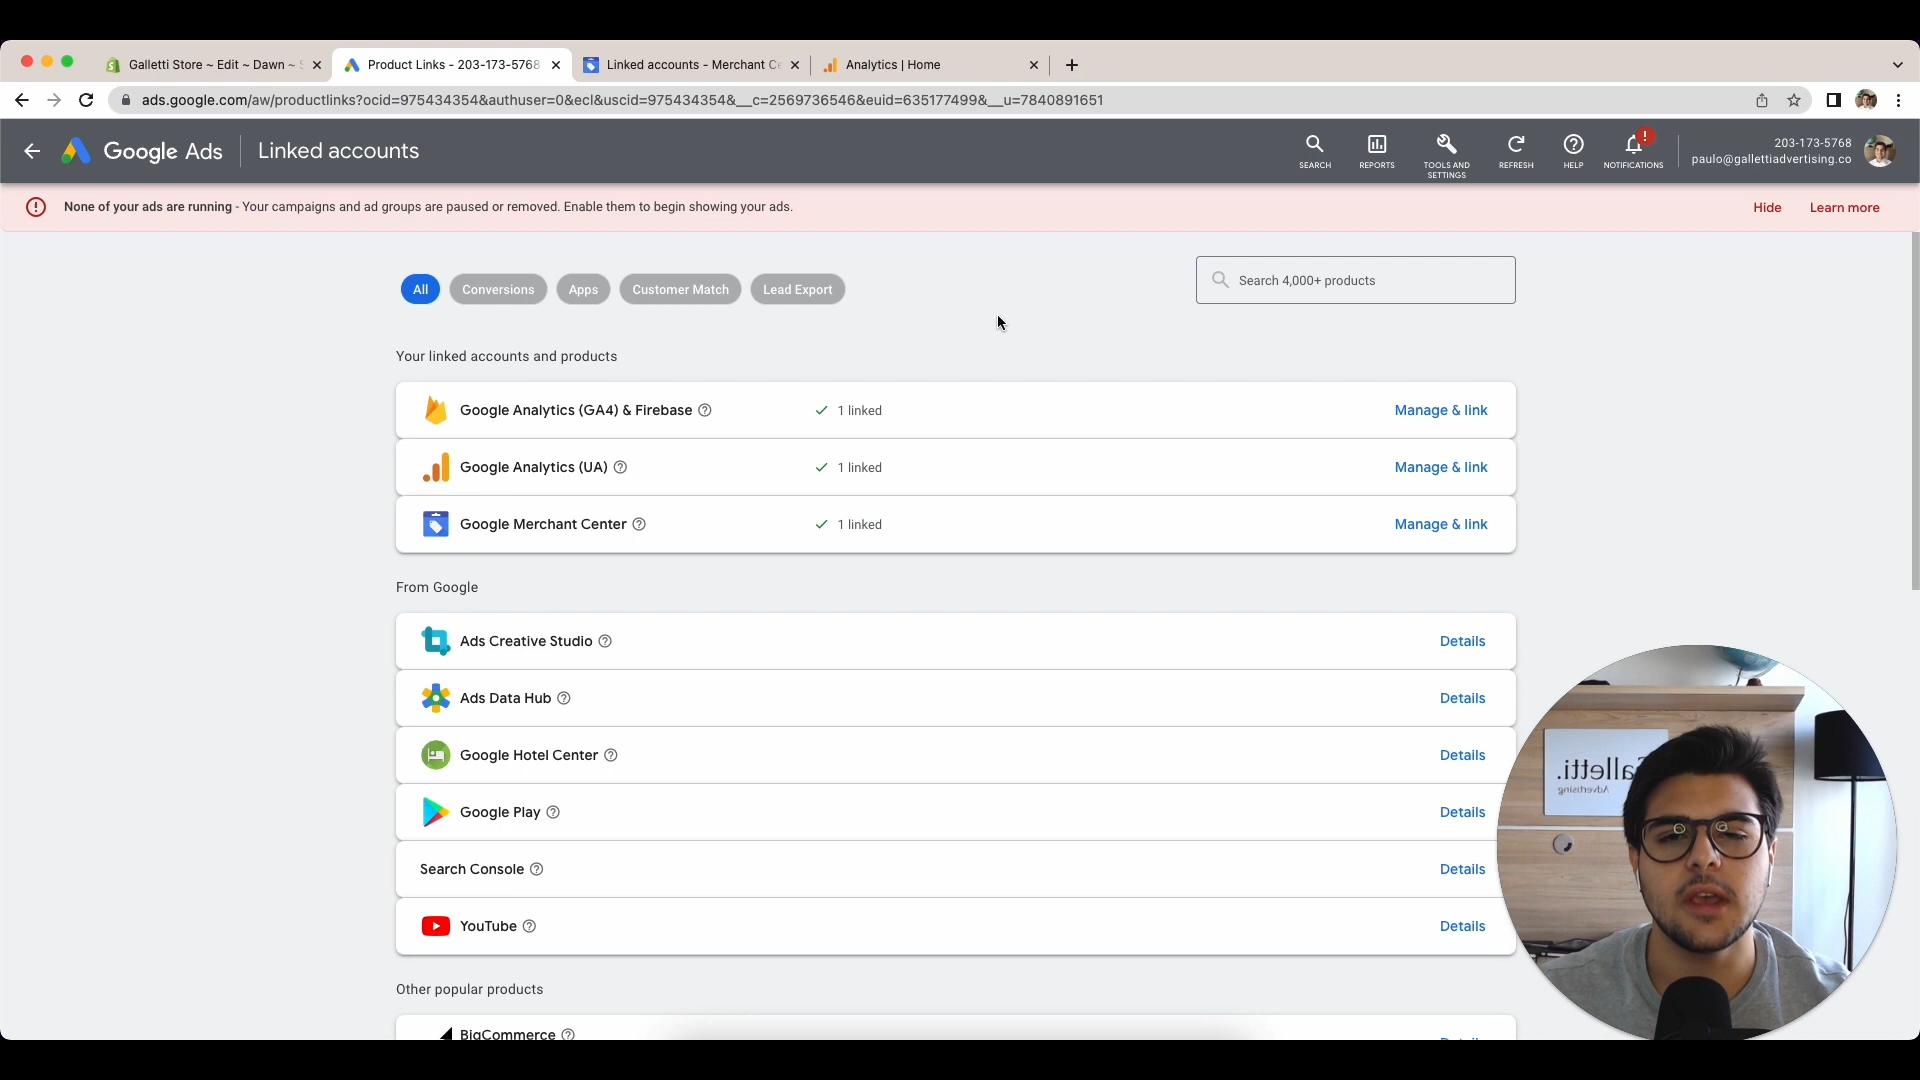 Galletti Store ~ Edit ~ Dawn ~
Product Links - 203-173-5768
Linked accounts - Merchant Ce
Analytics | Home
ads.google.com/aw/productlinks?ocid=975434354&authuser=0&ecl&uscid=975434354&__c=2569736546&euid=635177499&__u=7840891651
Google Ads
Linked accounts
SEARCH
REPORTS
TOOLS AND
SETTINGS
REFRESH
HELP
NOTIFICATIONS
203-173-5768
paulo@gallettiadvertising.co
None of your ads are running - Your campaigns and ad groups are paused or removed. Enable them to begin showing your ads.
Hide
Learn more
All
Conversions
Apps
Customer Match
Lead Export
Search 4,000+ products
Your linked accounts and products
Google Analytics (GA4) & Firebase
1 linked
Manage & link
Google Analytics (UA)
1 linked
Manage & link
Google Merchant Center
1 linked
Manage & link
From Google
Ads Creative Studio
Details
Ads Data Hub
Details
Google Hotel Center
Details
Google Play
Details
Search Console
Details
YouTube
Details
Other popular products
BigCommerce
Galletti.
Advertising